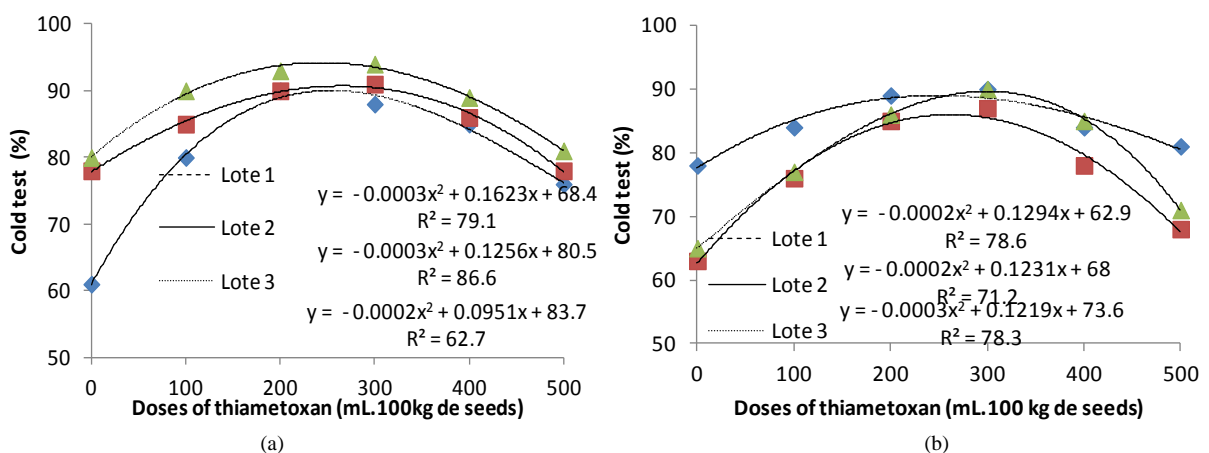 100
90
80
70
60
50
Cold test (%)
Lote 1
Lote 2
Lote 3
y = -0.0003x² + 0.1623x + 68.4
R² = 79.1
y = -0.0003x² + 0.1256x + 80.5
R² = 86.6
y = -0.0002x² + 0.0951x + 83.7
R² = 62.7
0 100 200 300 400 500
Doses of thiametoxan (mL.100kg de seeds)
(a)
100
90
80
70
60
50
Cold test (%)
Lote 1
Lote 2
Lote 3
y = -0.0002x² + 0.1294x + 62.9
R² = 78.6
y = -0.0002x² + 0.1231x + 68
R² = 71.2
y = -0.0003x² + 0.1219x + 73.6
R² = 78.3
0 100 200 300 400 500
Doses of thiametoxan (mL.100 kg de seeds)
(b)